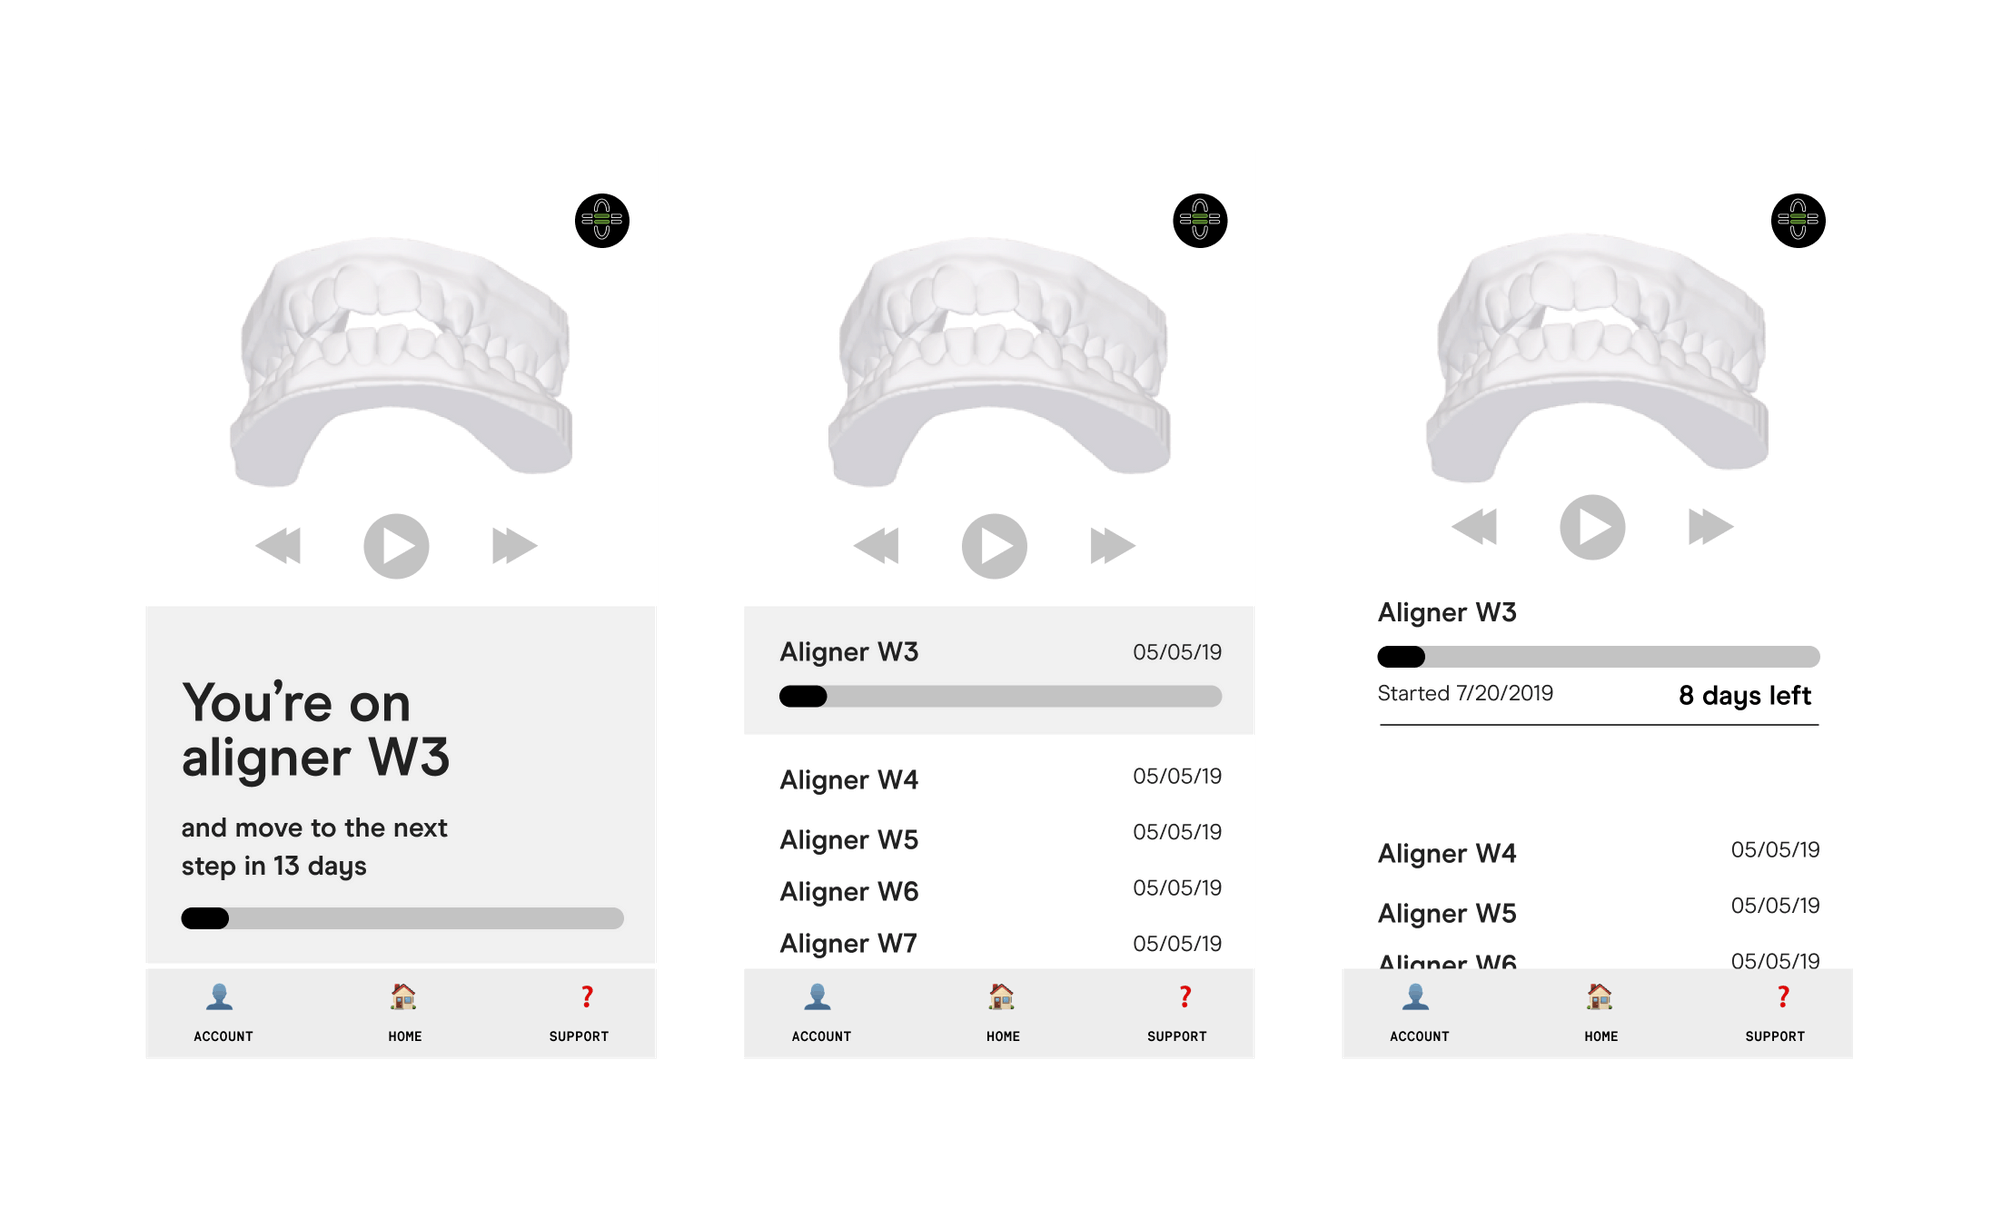 You're on
aligner W3
and move to the next
step in 13 days
ACCOUNT HOME SUPPORT
Aligner W3 05/05/19
Aligner W4 05/05/19
Aligner W5 05/05/19
Aligner W6 05/05/19
Aligner W7 05/05/19
ACCOUNT HOME SUPPORT
Aligner W3
Started 7/20/2019 8 days left
Aligner W4 05/05/19
Aligner W5 05/05/19
Aligner W6 05/05/19
ACCOUNT HOME SUPPORT